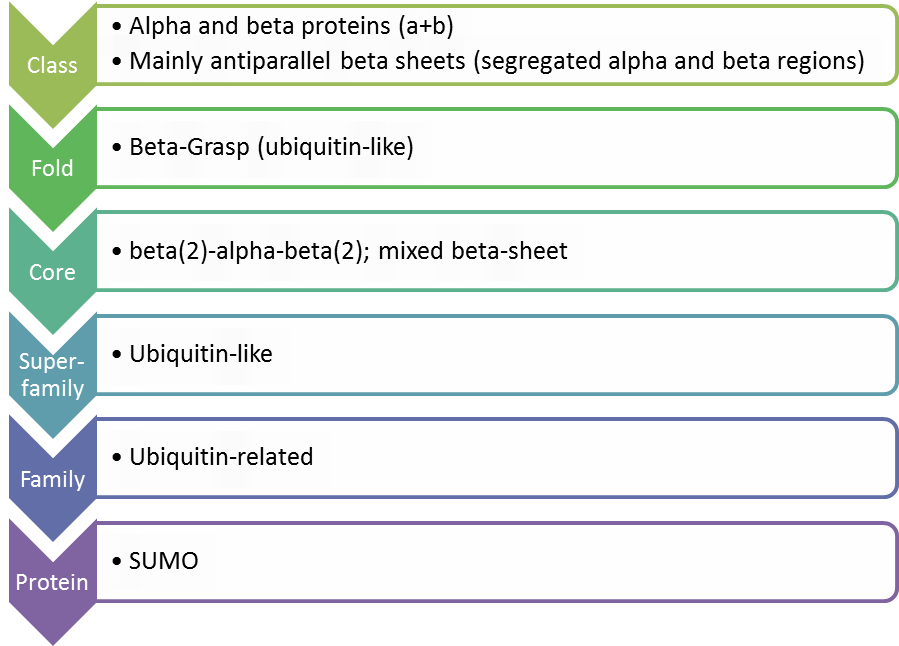 Class
• Alpha and beta proteins (a+b)
• Mainly antiparallel beta sheets (segregated alpha and beta regions)
Fold
• Beta-Grasp (ubiquitin-like)
Core
• beta(2)-alpha-beta(2); mixed beta-sheet
Super-
family
• Ubiquitin-like
Family
• Ubiquitin-related
Protein
• SUMO